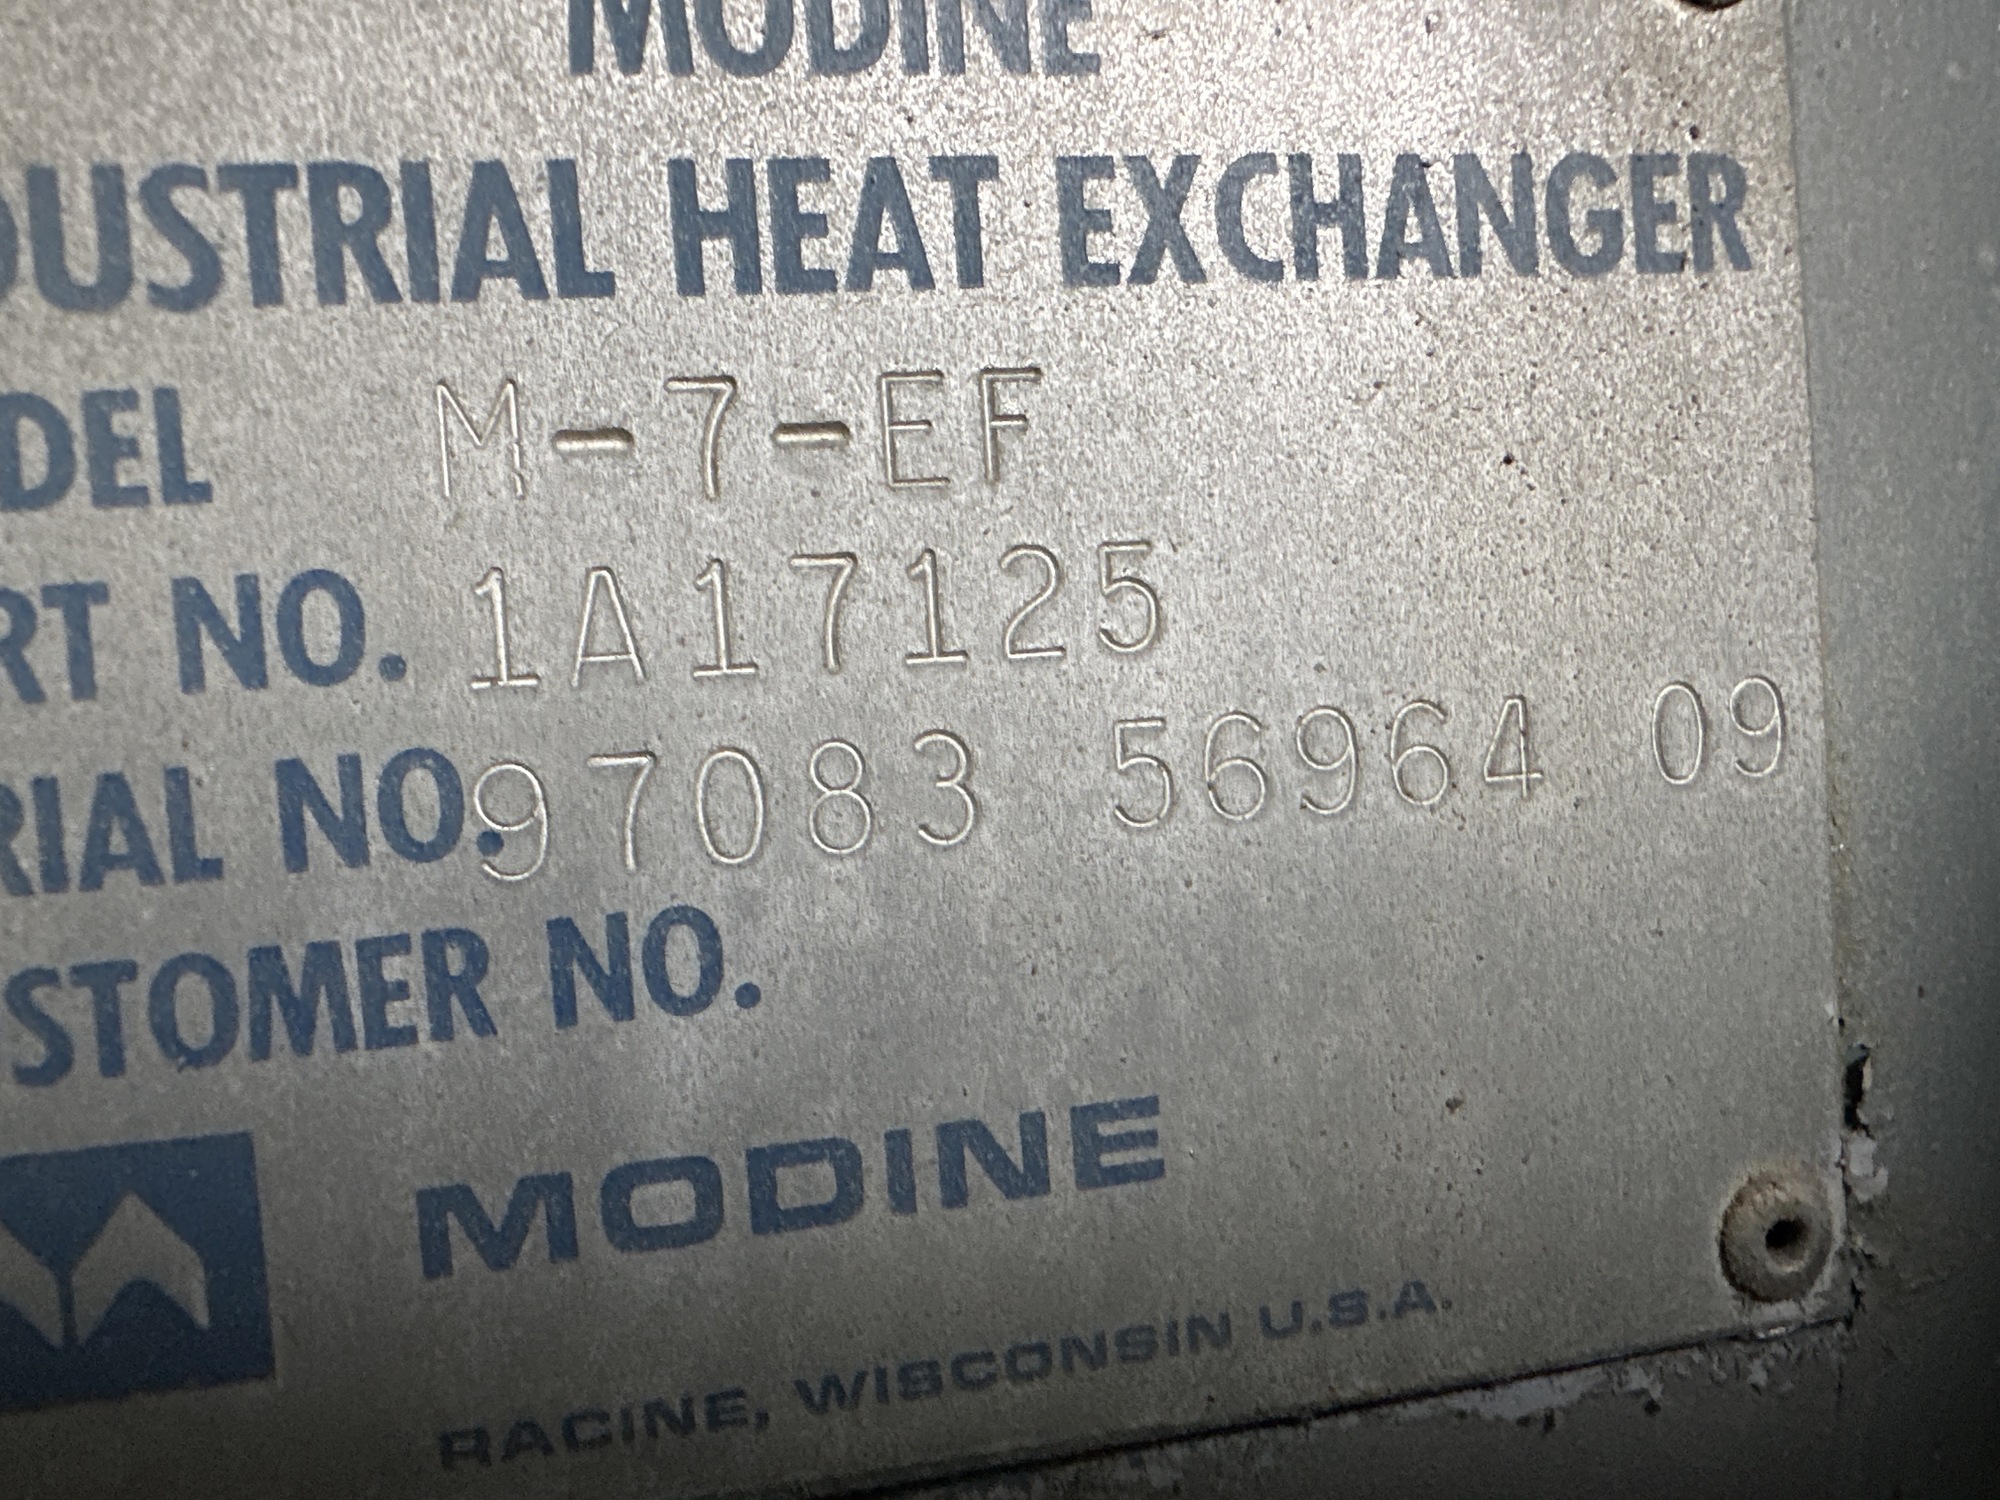 MODINE
DUSTRIAL HEAT EXCHANGER
DEL M-7-EF
RT NO. 1A17125
RIAL NO. 97083 56964 09
STOMER NO.
MODINE
RACINE, WISCONSIN U.S.A.